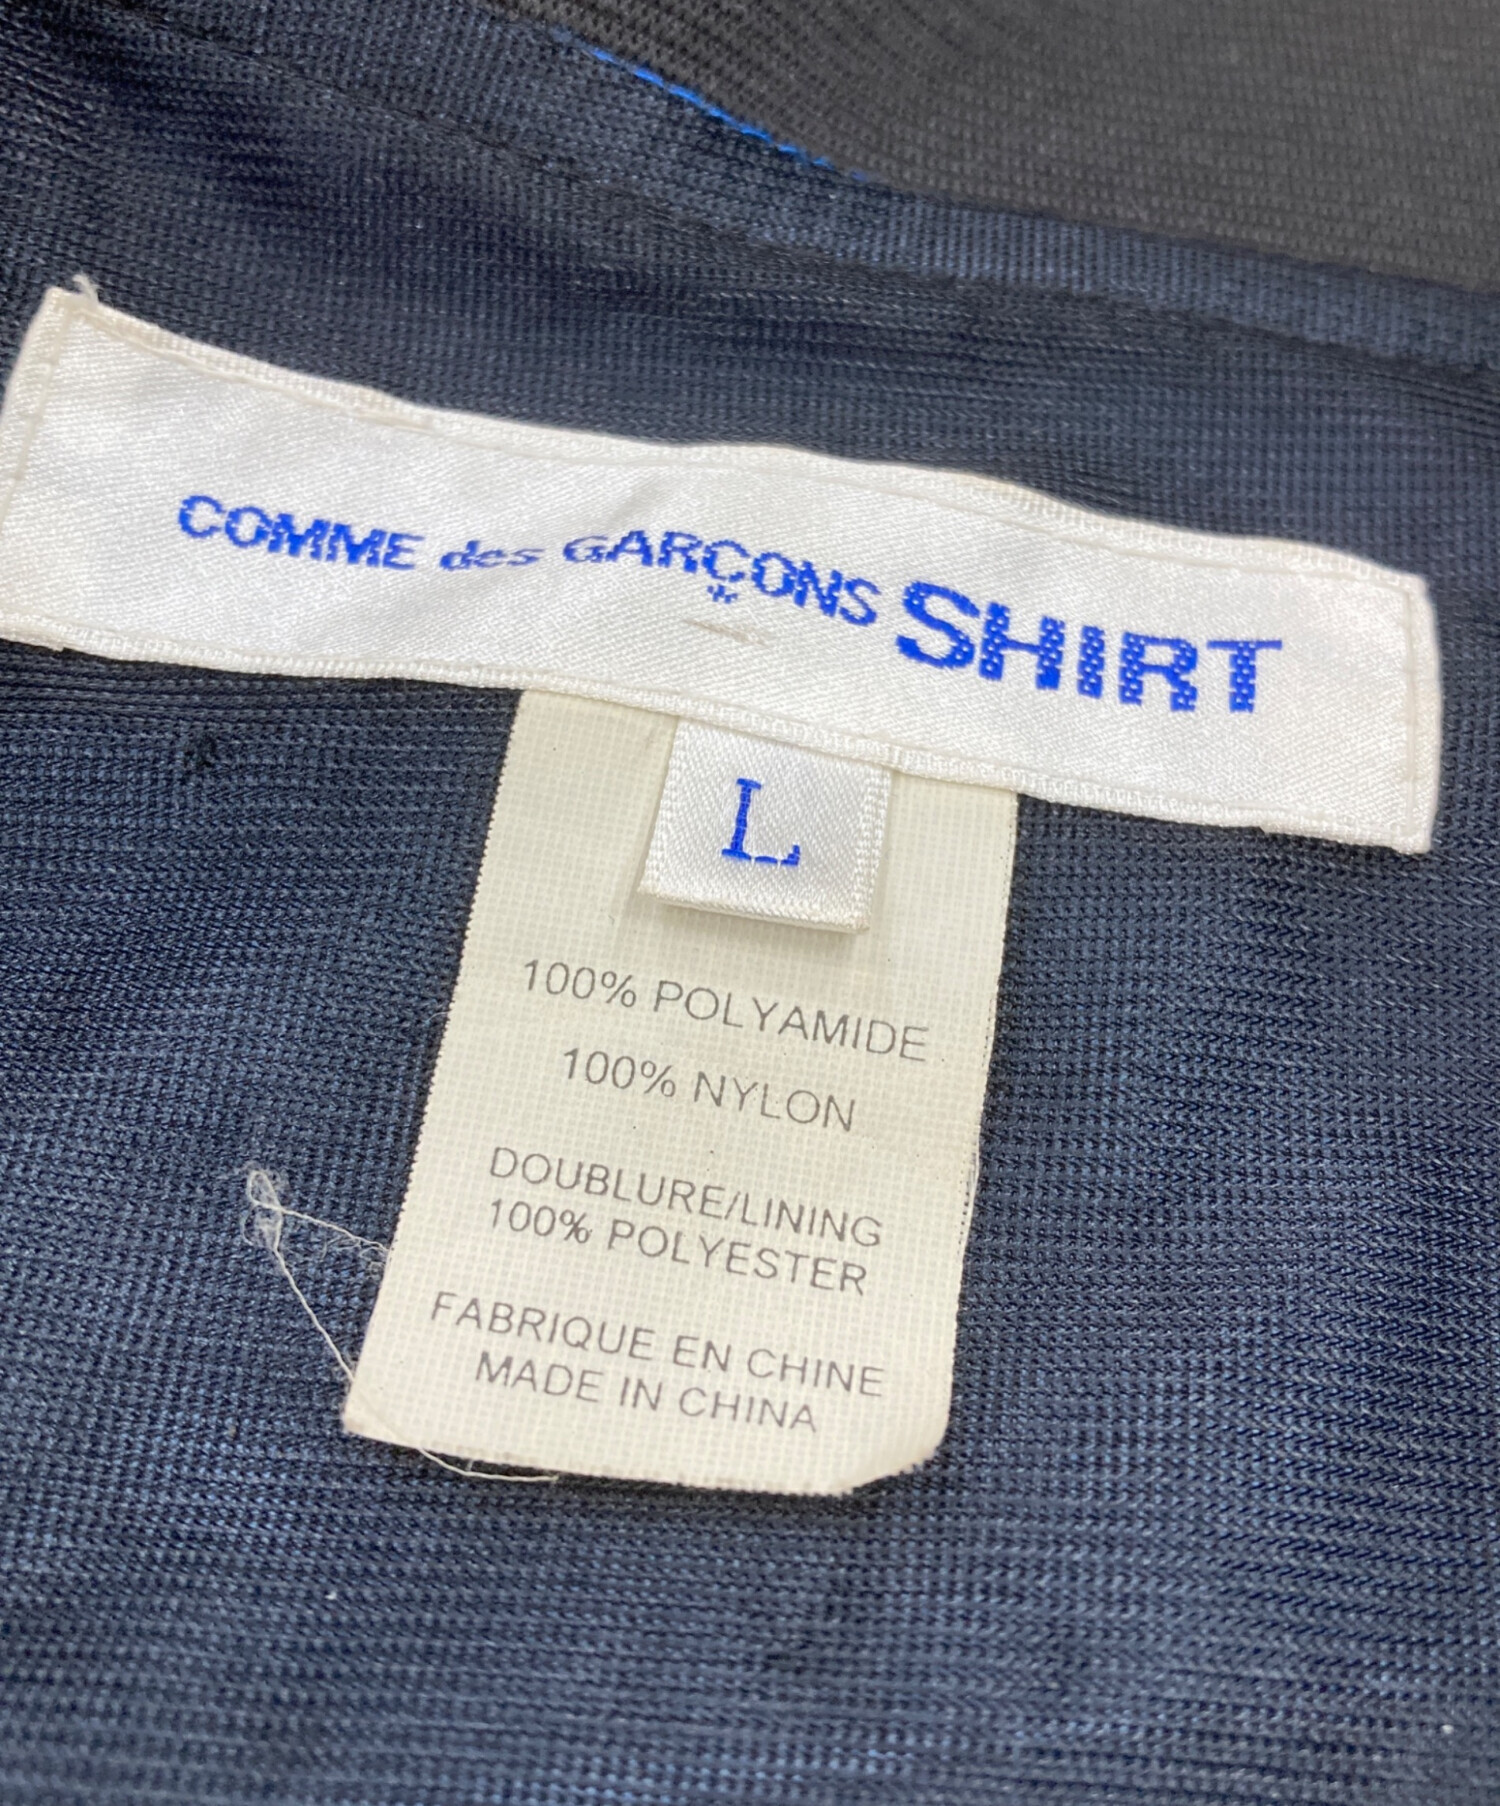 COMME des GARÇONS SHIRT
*
L
100% POLYAMIDE
100% NYLON
DOUBLURE/LINING
100% POLYESTER
FABRIQUE EN CHINE
MADE IN CHINA